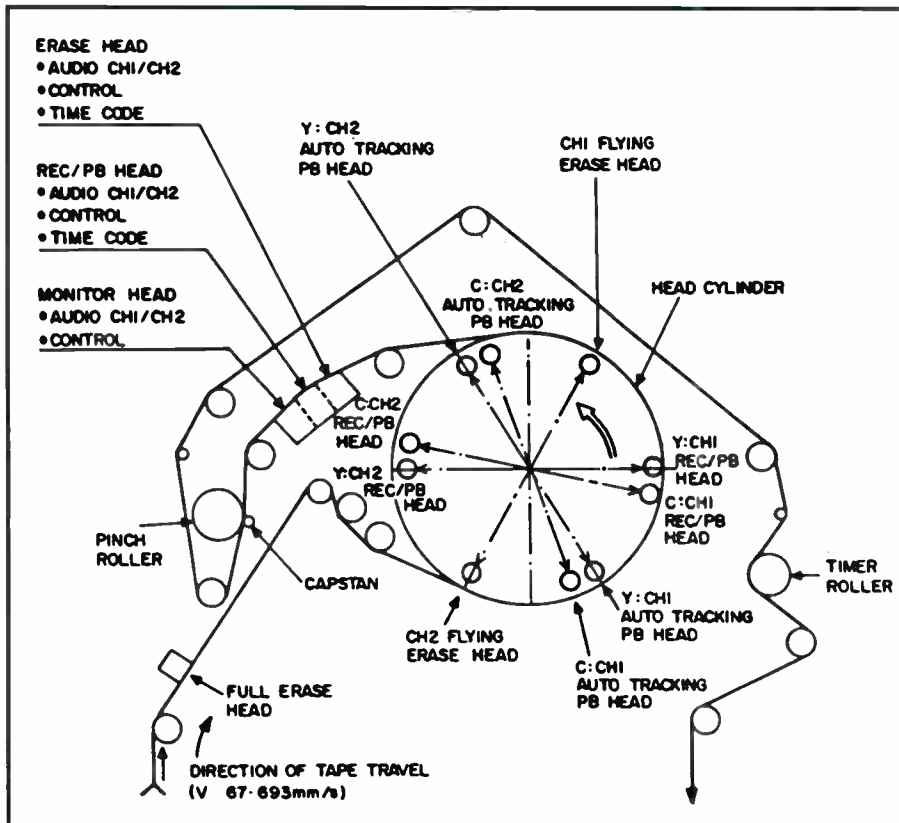 ERASE HEAD
• AUDIO CH1/CH2
• CONTROL
• TIME CODE
REC/PB HEAD
• AUDIO CH1/CH2
• CONTROL
• TIME CODE
MONITOR HEAD
• AUDIO CH1/CH2
• CONTROL
Y:CH2
AUTO TRACKING
PB HEAD
CH1 FLYING
ERASE HEAD
C:CH2
AUTO TRACKING
PB HEAD
HEAD CYLINDER
C:CH2
REC/PB
HEAD
Y:CH2
REC/PB
HEAD
Y:CH1
REC/PB
HEAD
C:CH1
REC/PB
HEAD
PINCH
ROLLER
CAPSTAN
TIMER
ROLLER
Y:CH1
AUTO TRACKING
PB HEAD
CH2 FLYING
ERASE HEAD
C:CH1
AUTO TRACKING
PB HEAD
FULL ERASE
HEAD
DIRECTION OF TAPE TRAVEL
(V 67·693mm/s)